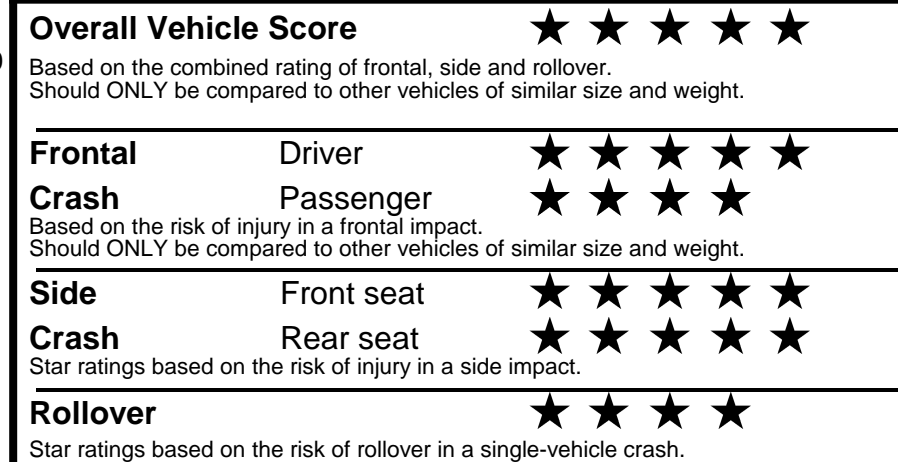 Overall Vehicle Score ★ ★ ★ ★ ★
Based on the combined rating of frontal, side and rollover.
Should ONLY be compared to other vehicles of similar size and weight.
Frontal Driver ★ ★ ★ ★ ★
Crash Passenger ★ ★ ★ ★
Based on the risk of injury in a frontal impact.
Should ONLY be compared to other vehicles of similar size and weight.
Side Front seat ★ ★ ★ ★ ★
Crash Rear seat ★ ★ ★ ★ ★
Star ratings based on the risk of injury in a side impact.
Rollover ★ ★ ★ ★
Star ratings based on the risk of rollover in a single-vehicle crash.